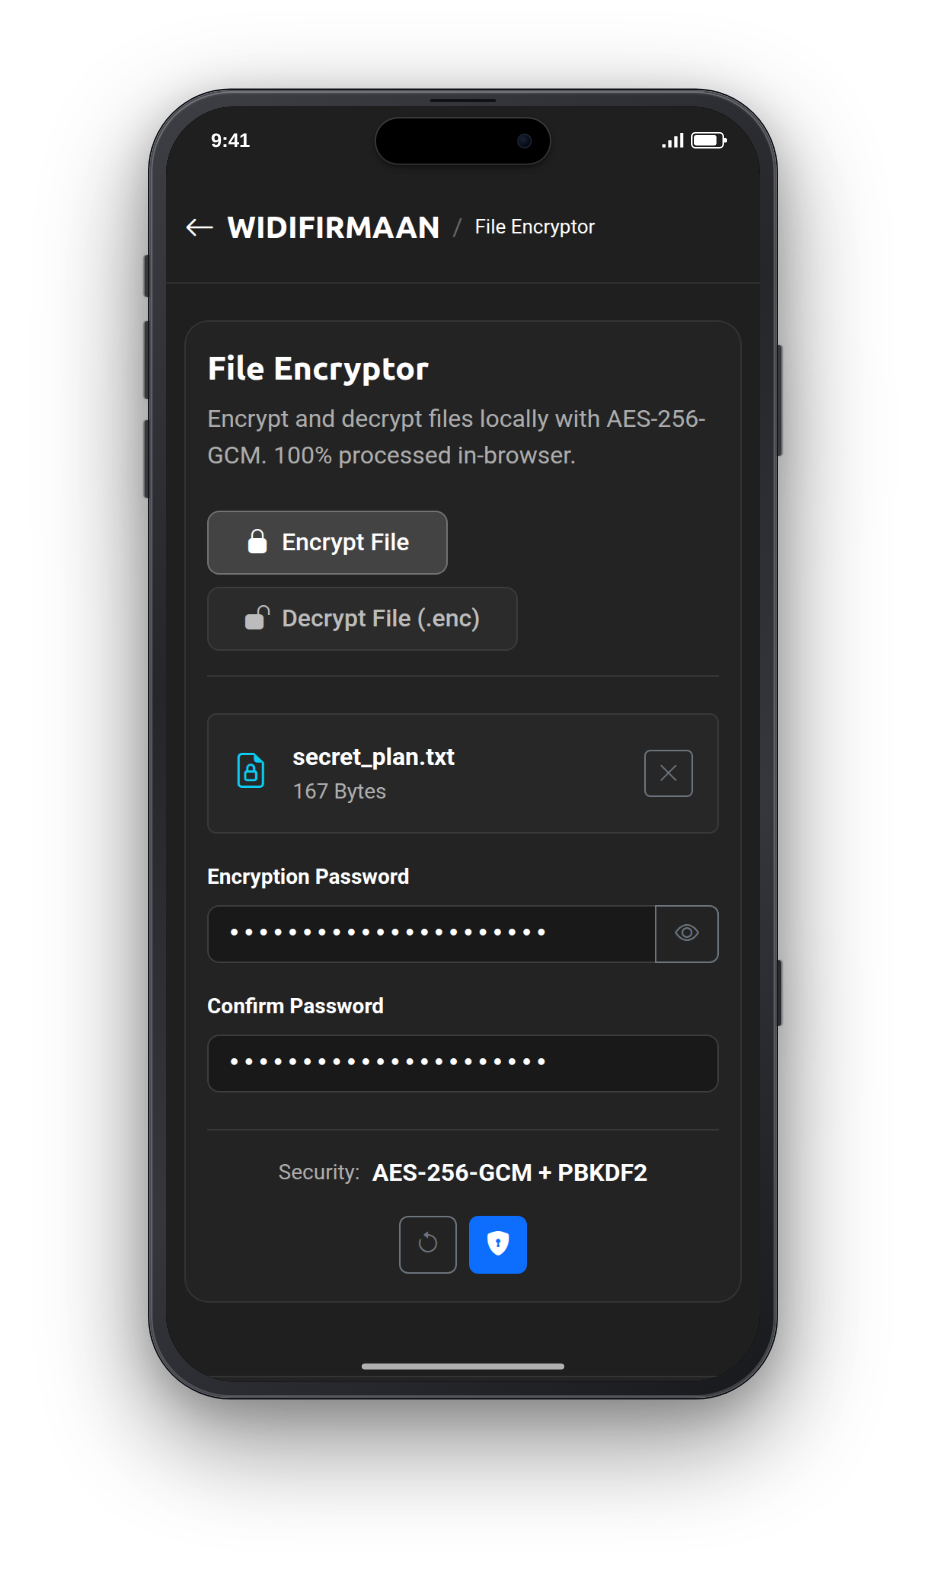 9:41
WIDIFIRMAAN / File Encryptor
File Encryptor
Encrypt and decrypt files locally with AES-256-
GCM. 100% processed in-browser.
Encrypt File
Decrypt File (.enc)
secret_plan.txt
167 Bytes
Encryption Password
••••••••••••••••••••••
Confirm Password
••••••••••••••••••••••
Security: AES-256-GCM + PBKDF2